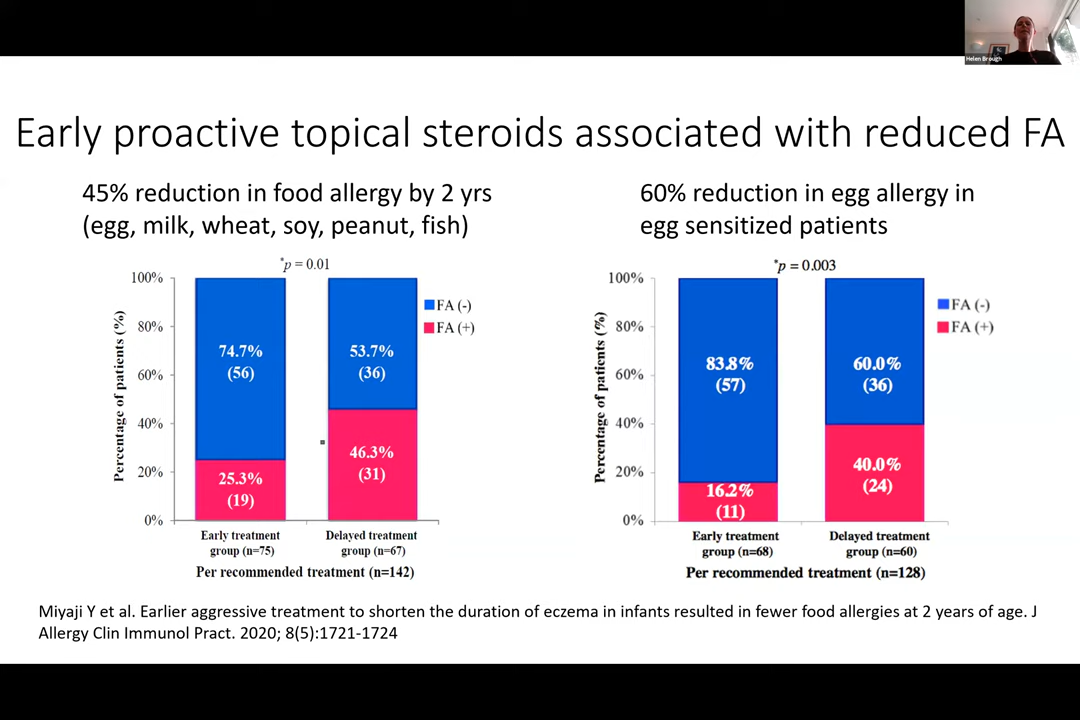 Helen Brough
Early proactive topical steroids associated with reduced FA
45% reduction in food allergy by 2 yrs
(egg, milk, wheat, soy, peanut, fish)
*p = 0.01
100%
80%
60%
40%
20%
0%
Percentage of patients (%)
74.7%
(56)
25.3%
(19)
53.7%
(36)
46.3%
(31)
FA (-)
FA (+)
Early treatment
group (n=75)
Delayed treatment
group (n=67)
Per recommended treatment (n=142)
60% reduction in egg allergy in
egg sensitized patients
*p = 0.003
100%
80%
60%
40%
20%
0%
Percentage of patients (%)
83.8%
(57)
16.2%
(11)
60.0%
(36)
40.0%
(24)
FA (-)
FA (+)
Early treatment
group (n=68)
Delayed treatment
group (n=60)
Per recommended treatment (n=128)
Miyaji Y et al. Earlier aggressive treatment to shorten the duration of eczema in infants resulted in fewer food allergies at 2 years of age. J
Allergy Clin Immunol Pract. 2020; 8(5):1721-1724